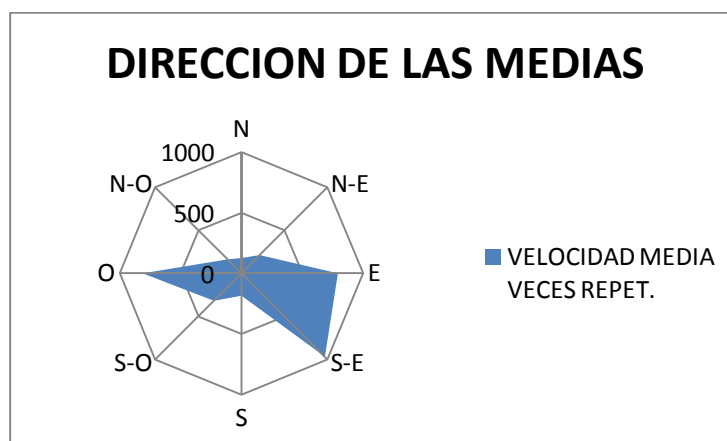 DIRECCION DE LAS MEDIAS
N
1000
N-O
N-E
500
O
0
E
VELOCIDAD MEDIA
VECES REPET.
S-O
S-E
S